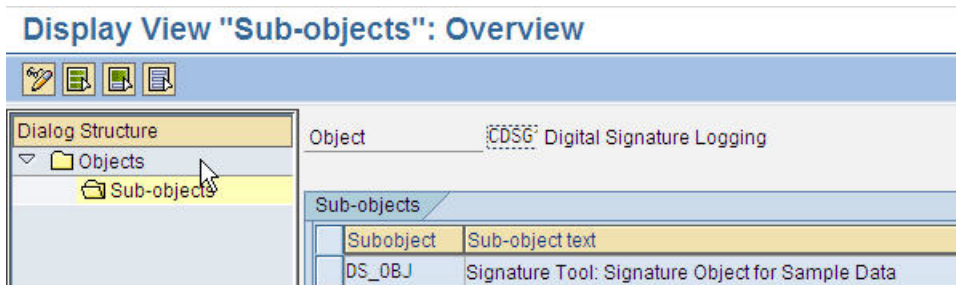 Display View "Sub-objects": Overview
Dialog Structure
Objects
Sub-objects
Object CDSG Digital Signature Logging
Sub-objects
Subobject Sub-object text
DS_OBJ Signature Tool: Signature Object for Sample Data